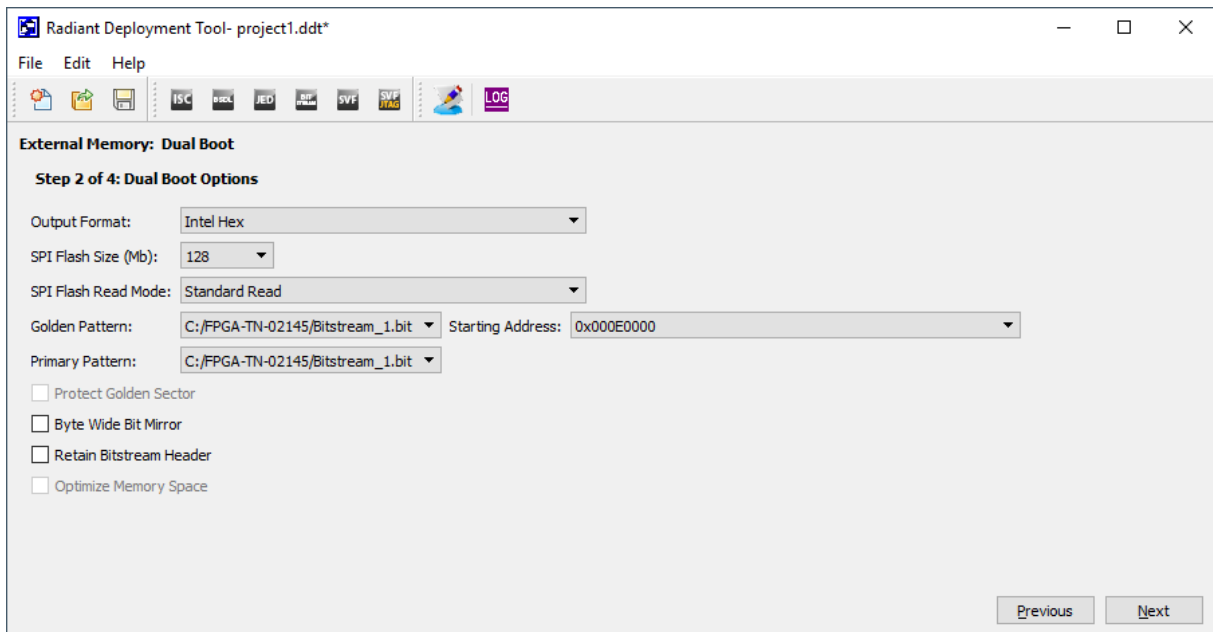 Radiant Deployment Tool- project1.ddt*
File Edit Help
ISC BSDL JED BIT STREAM SVF SVF JTAG LOG
External Memory: Dual Boot
Step 2 of 4: Dual Boot Options
Output Format: Intel Hex
SPI Flash Size (Mb): 128
SPI Flash Read Mode: Standard Read
Golden Pattern: C:/FPGA-TN-02145/Bitstream_1.bit Starting Address: 0x000E0000
Primary Pattern: C:/FPGA-TN-02145/Bitstream_1.bit
Protect Golden Sector
Byte Wide Bit Mirror
Retain Bitstream Header
Optimize Memory Space
Previous Next